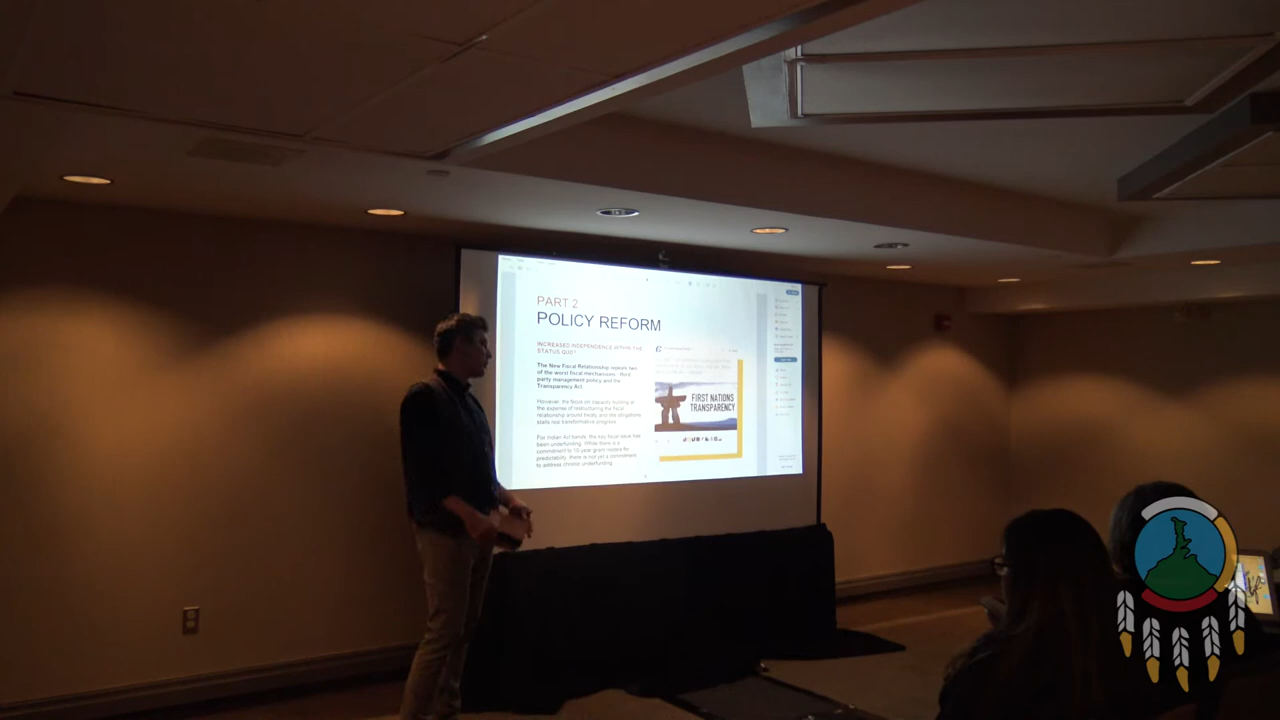 PART 2
POLICY REFORM
INCREASED INDEPENDENCE WITHIN THE
STATUS QUO?
The New Fiscal Relationship repeals two
of the worst fiscal mechanisms - third
party management policy and the
Transparency Act.
However, the focus on capacity building at
the expense of restructuring the fiscal
relationship around treaty and title obligations
stalls real transformative progress.
For Indian Act bands, the key fiscal issue has
been underfunding. While there is a
commitment to 10-year grant models for
predictability, there is not yet a commitment
to address chronic underfunding.
FIRST NATIONS
TRANSPARENCY